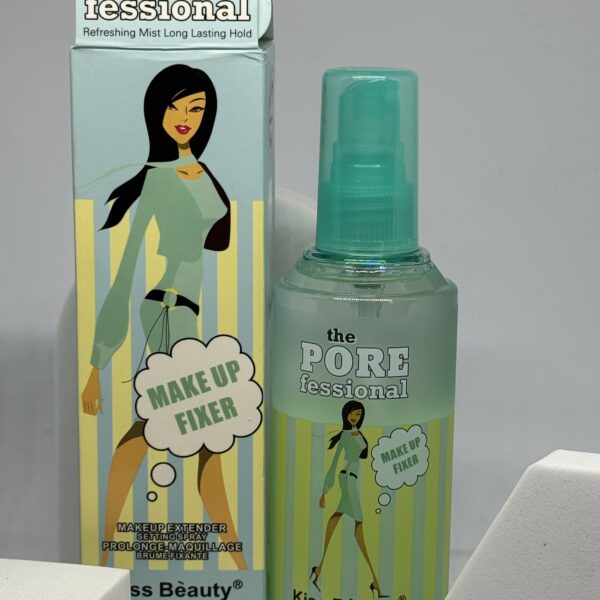 fessional
Refreshing Mist Long Lasting Hold
MAKE UP
FIXER
MAKEUP EXTENDER
SETTING SPRAY
PROLONGE-MAQUILLAGE
BRUME FIXANTE
ss Bèauty®
the
PORE
fessional
MAKE UP
FIXER